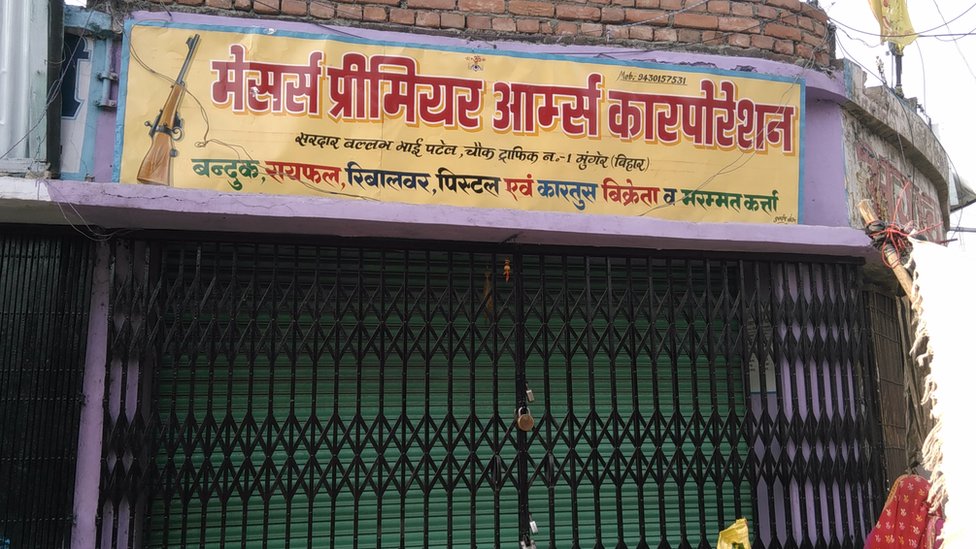 Mob:- 9430157531
मेसर्स प्रीमियर आर्म्स कारपोरेशन
सरदार बल्लभ भाई पटेल, चौक ट्राफिक न.-1 मुंगेर (बिहार)
बन्दुक,रायफल,रिबालवर,पिस्टल एवं कारतुस बिक्रेता व मरम्मत कर्त्ता